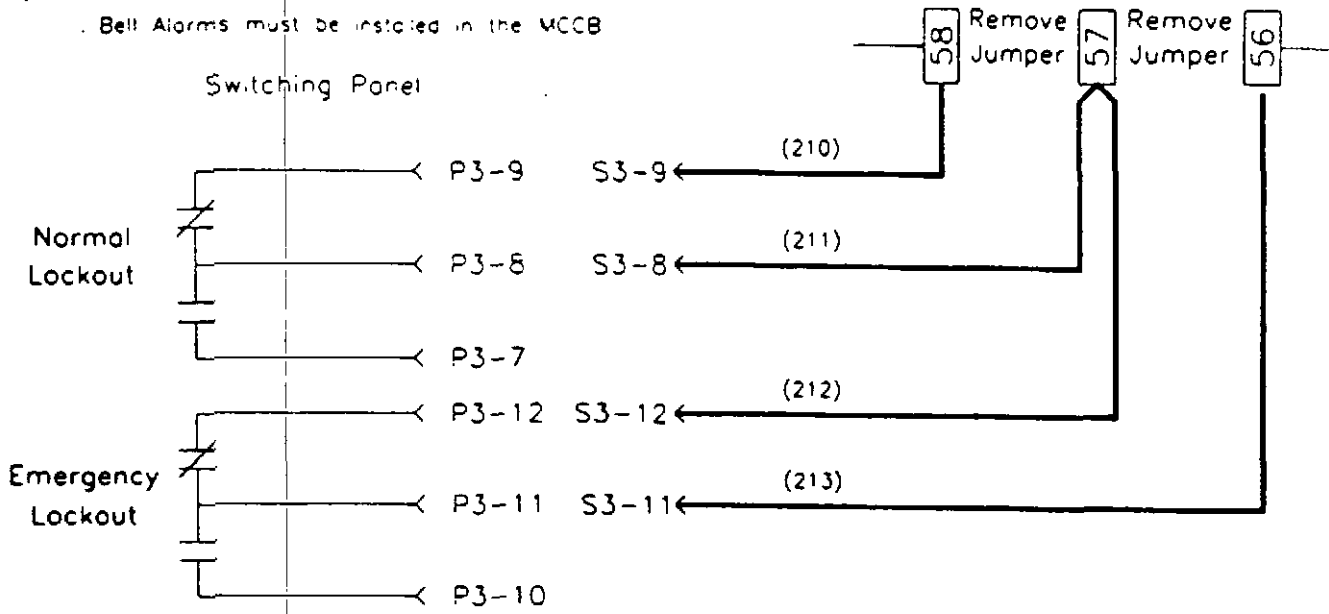 . Bell Alarms must be installed in the MCCB
Switching Panel
58 Remove Jumper 57 Remove Jumper 56
(210)
P3-9 S3-9
Normal Lockout
(211)
P3-8 S3-8
P3-7
(212)
P3-12 S3-12
Emergency Lockout
(213)
P3-11 S3-11
P3-10